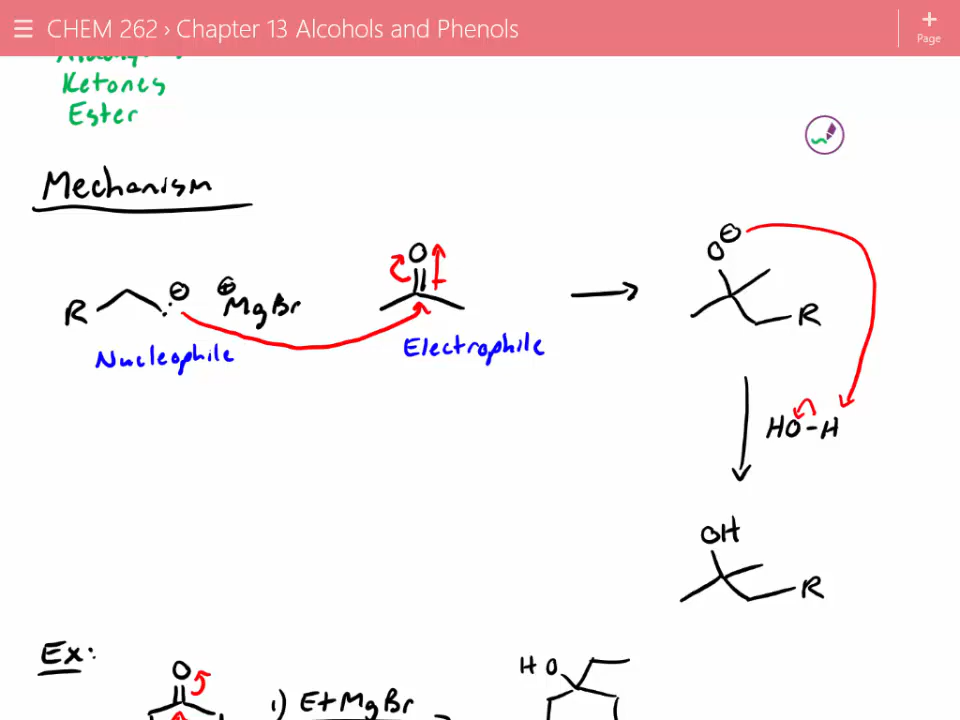 CHEM 262 › Chapter 13 Alcohols and Phenols
Page
Ketones
Ester
Mechanism
R ⊖ ⊕MgBr
O
O⊖
R
Nucleophile
Electrophile
HO-H
OH
R
Ex:
O
1) EtMgBr
HO